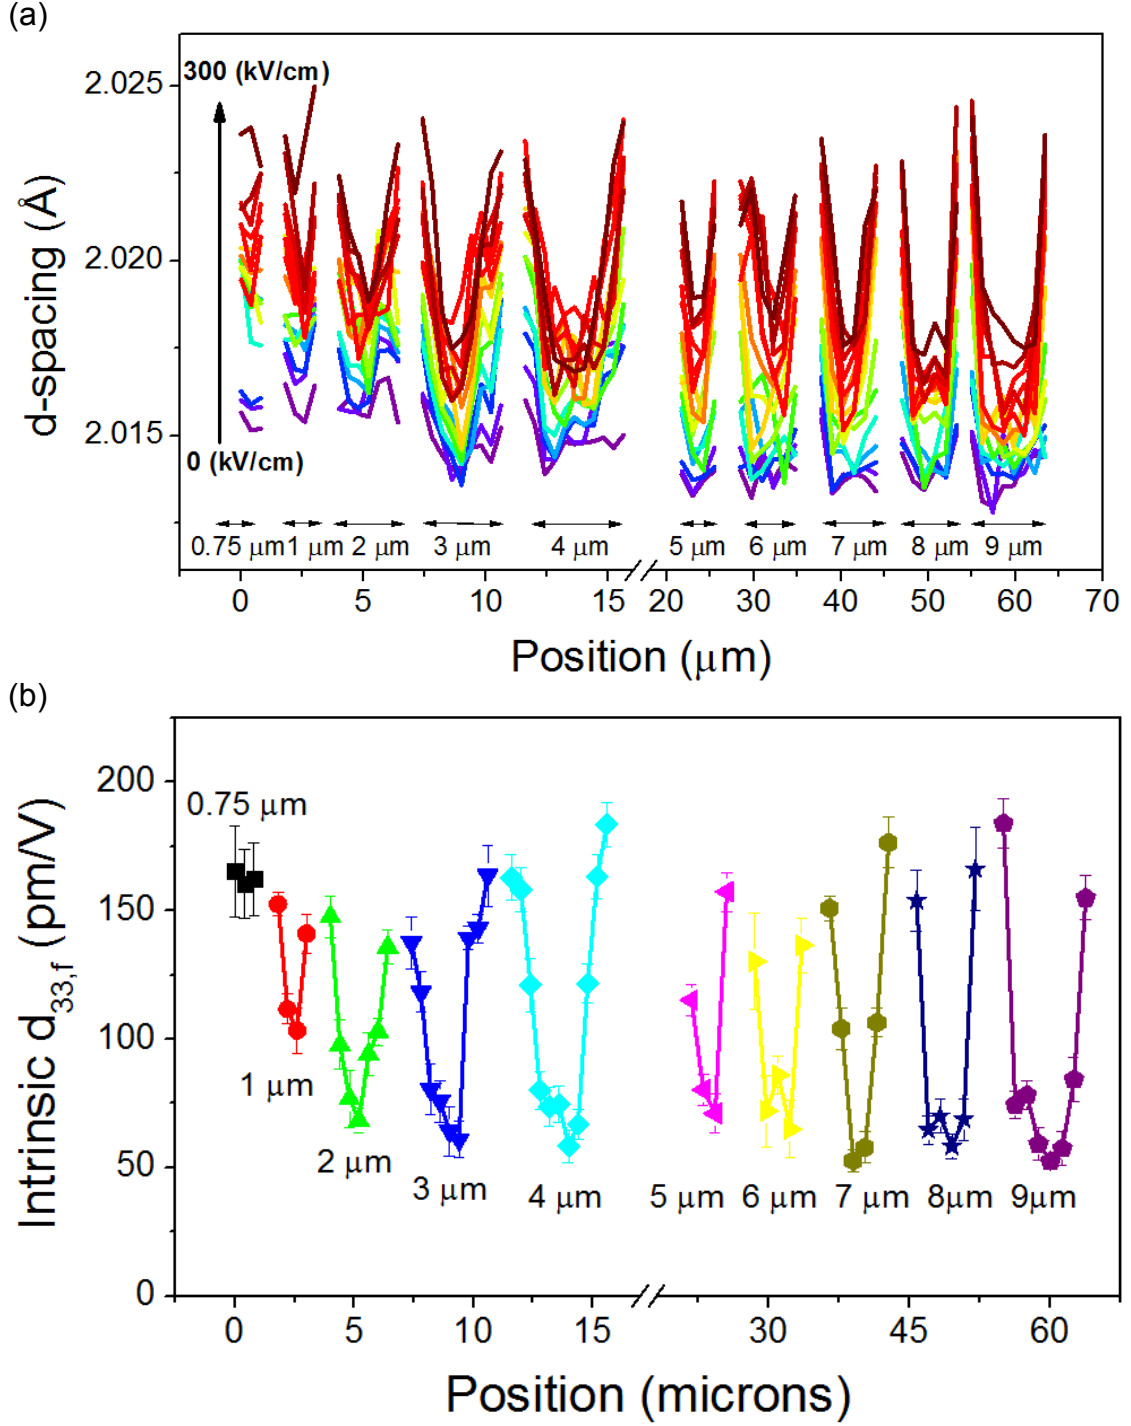 (a)
300 (kV/cm)
2.025
2.020
2.015
d-spacing (Å)
0 (kV/cm)
0.75 μm 1 μm 2 μm 3 μm 4 μm 5 μm 6 μm 7 μm 8 μm 9 μm
0 5 10 15 20 30 40 50 60 70
Position (μm)
(b)
200
150
100
50
0
Intrinsic d33,f (pm/V)
0.75 μm
1 μm
2 μm
3 μm 4 μm 5 μm 6 μm 7 μm 8μm 9μm
0 5 10 15 30 45 60
Position (microns)